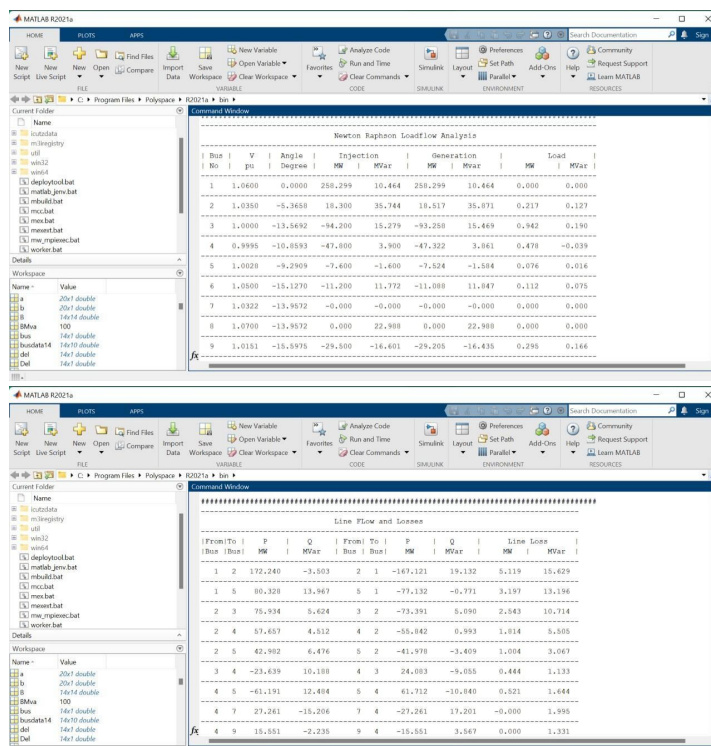 MATLAB R2021a
HOME PLOTS APPS
Search Documentation Sign
New Script New Live Script New Open Find Files Compare Import Data Save Workspace New Variable Open Variable Clear Workspace Favorites Analyze Code Run and Time Clear Commands Simulink Layout Preferences Set Path Parallel Add-Ons Help Community Request Support Learn MATLAB
FILE VARIABLE CODE SIMULINK ENVIRONMENT RESOURCES
C: Program Files Polyspace R2021a bin
Current Folder Command Window
Name
icutzdata
m3iregistry
util
win32
win64
deploytool.bat
matlab_jenv.bat
mbuild.bat
mcc.bat
mex.bat
mexext.bat
mw_mpiexec.bat
worker.bat
Details
Workspace
Name Value
a 20x1 double
b 20x1 double
B 14x14 double
BMva 100
bus 14x1 double
busdata14 14x10 double
del 14x1 double
Del 14x1 double
Newton Raphson Loadflow Analysis
| Bus | V | Angle | Injection | Generation | Load |
| No | pu | Degree | MW | MVar | MW | Mvar | MW | MVar |
1 1.0600 0.0000 258.299 10.464 258.299 10.464 0.000 0.000
2 1.0350 -5.3658 18.300 35.744 18.517 35.871 0.217 0.127
3 1.0000 -13.5692 -94.200 15.279 -93.258 15.469 0.942 0.190
4 0.9995 -10.8593 -47.800 3.900 -47.322 3.861 0.478 -0.039
5 1.0028 -9.2909 -7.600 -1.600 -7.524 -1.584 0.076 0.016
6 1.0500 -15.1270 -11.200 11.772 -11.088 11.847 0.112 0.075
7 1.0322 -13.9572 -0.000 -0.000 -0.000 -0.000 0.000 0.000
8 1.0700 -13.9572 0.000 22.988 0.000 22.988 0.000 0.000
9 1.0151 -15.5975 -29.500 -16.601 -29.205 -16.435 0.295 0.166
fx
MATLAB R2021a
HOME PLOTS APPS
Search Documentation Sign
New Script New Live Script New Open Find Files Compare Import Data Save Workspace New Variable Open Variable Clear Workspace Favorites Analyze Code Run and Time Clear Commands Simulink Layout Preferences Set Path Parallel Add-Ons Help Community Request Support Learn MATLAB
FILE VARIABLE CODE SIMULINK ENVIRONMENT RESOURCES
C: Program Files Polyspace R2021a bin
Current Folder Command Window
Name
icutzdata
m3iregistry
util
win32
win64
deploytool.bat
matlab_jenv.bat
mbuild.bat
mcc.bat
mex.bat
mexext.bat
mw_mpiexec.bat
worker.bat
Details
Workspace
Name Value
a 20x1 double
b 20x1 double
B 14x14 double
BMva 100
bus 14x1 double
busdata14 14x10 double
del 14x1 double
Del 14x1 double
Line FLow and Losses
|From|To | P | Q | From| To | P | Q | Line Loss |
|Bus |Bus| MW | MVar | Bus | Bus| MW | MVar | MW | MVar |
1 2 172.240 -3.503 2 1 -167.121 19.132 5.119 15.629
1 5 80.328 13.967 5 1 -77.132 -0.771 3.197 13.196
2 3 75.934 5.624 3 2 -73.391 5.090 2.543 10.714
2 4 57.657 4.512 4 2 -55.842 0.993 1.814 5.505
2 5 42.982 6.476 5 2 -41.978 -3.409 1.004 3.067
3 4 -23.639 10.188 4 3 24.083 -9.055 0.444 1.133
4 5 -61.191 12.484 5 4 61.712 -10.840 0.521 1.644
4 7 27.261 -15.206 7 4 -27.261 17.201 -0.000 1.995
4 9 15.551 -2.235 9 4 -15.551 3.567 0.000 1.331
fx